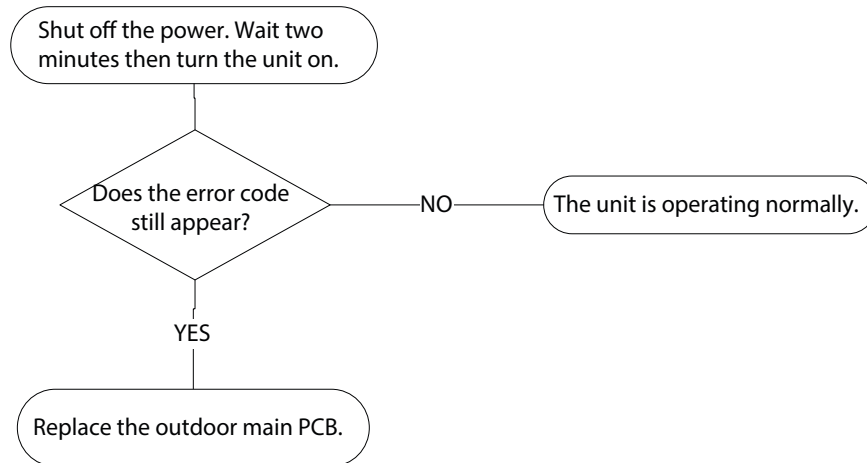 Shut off the power. Wait two
minutes then turn the unit on.
Does the error code
still appear?
NO
The unit is operating normally.
YES
Replace the outdoor main PCB.